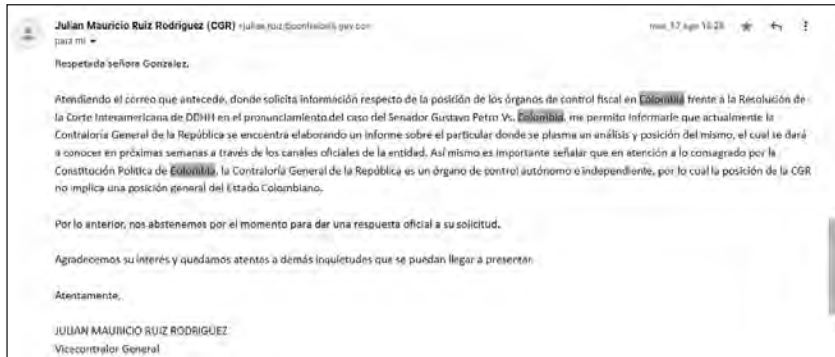 Julian Mauricio Ruiz Rodriguez (CGR)
para mí
Respetada señora Gonzalez.
Atendiendo el correo que antecede, donde solicita información respecto de la posición de los órganos de control fiscal en Colombia frente a la Resolución de
la Corte Interamericana de DDHH en el pronunciamiento del caso del Senador Gustavo Petro Vs. Colombia, me permito informarle que actualmente la
Contraloría General de la República se encuentra elaborando un informe sobre el particular donde se plasma un análisis y posición del mismo, el cual se dará
a conocer en próximas semanas a través de los canales oficiales de la entidad. Así mismo es importante señalar que en atención a lo consagrado por la
Constitución Política de Colombia, la Contraloría General de la República es un órgano de control autónomo e independiente, por lo cual la posición de la CGR
no implica una posición general del Estado Colombiano.
Por lo anterior, nos abstenemos por el momento para dar una respuesta oficial a su solicitud.
Agradecemos su interés y quedamos atentos a demás inquietudes que se puedan llegar a presentar.
Atentamente,
JULIAN MAURICIO RUIZ RODRIGUEZ
Vicecontralor General